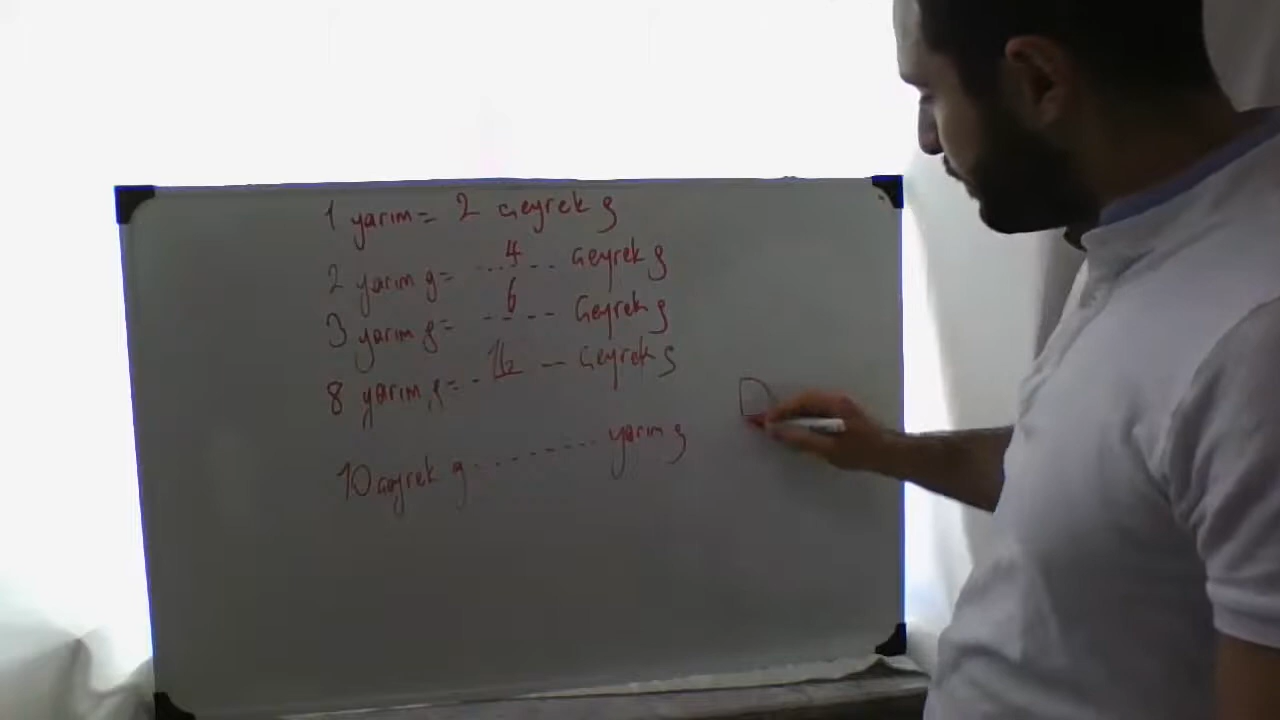 1 yarım = 2 Çeyrek ş
2 yarım ş = ...4... Çeyrek ş
3 yarım ş = --6-- Çeyrek ş
8 yarım ş = - 16 -- Çeyrek ş
10 Çeyrek ş ........ yarım ş